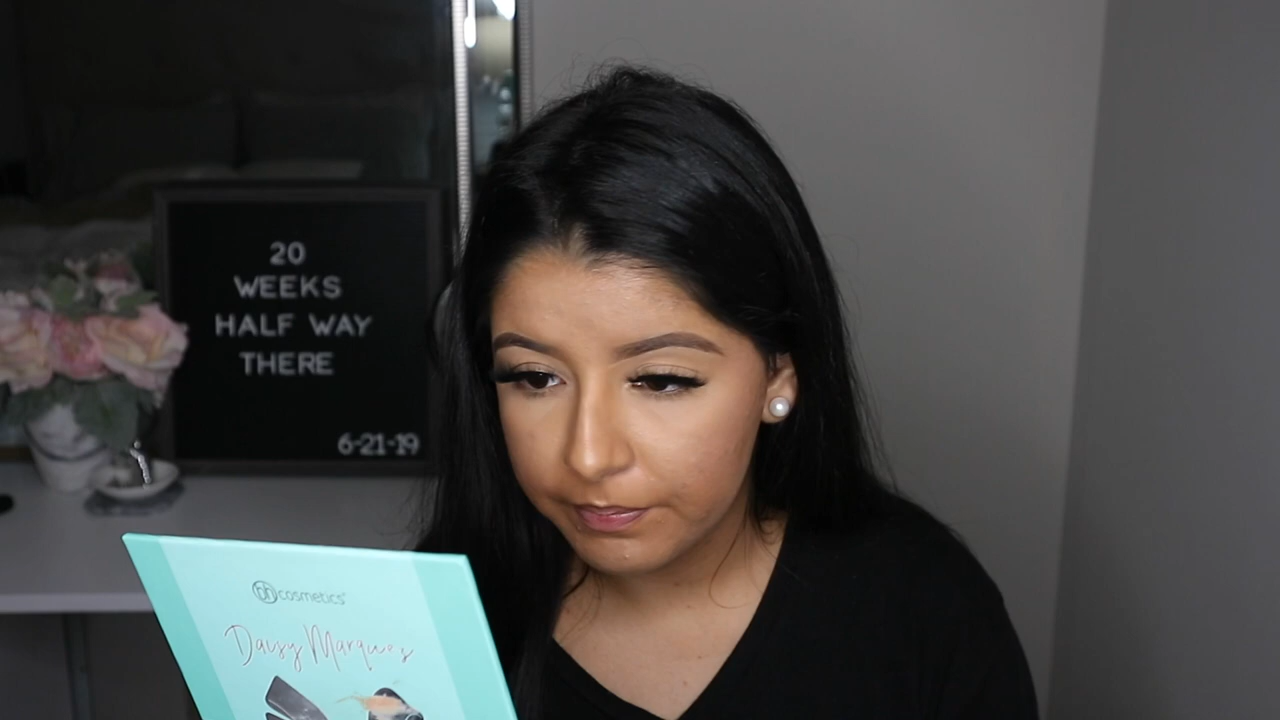 20
WEEKS
HALF WAY
THERE
6-21-19
bh cosmetics
Daisy Marquez